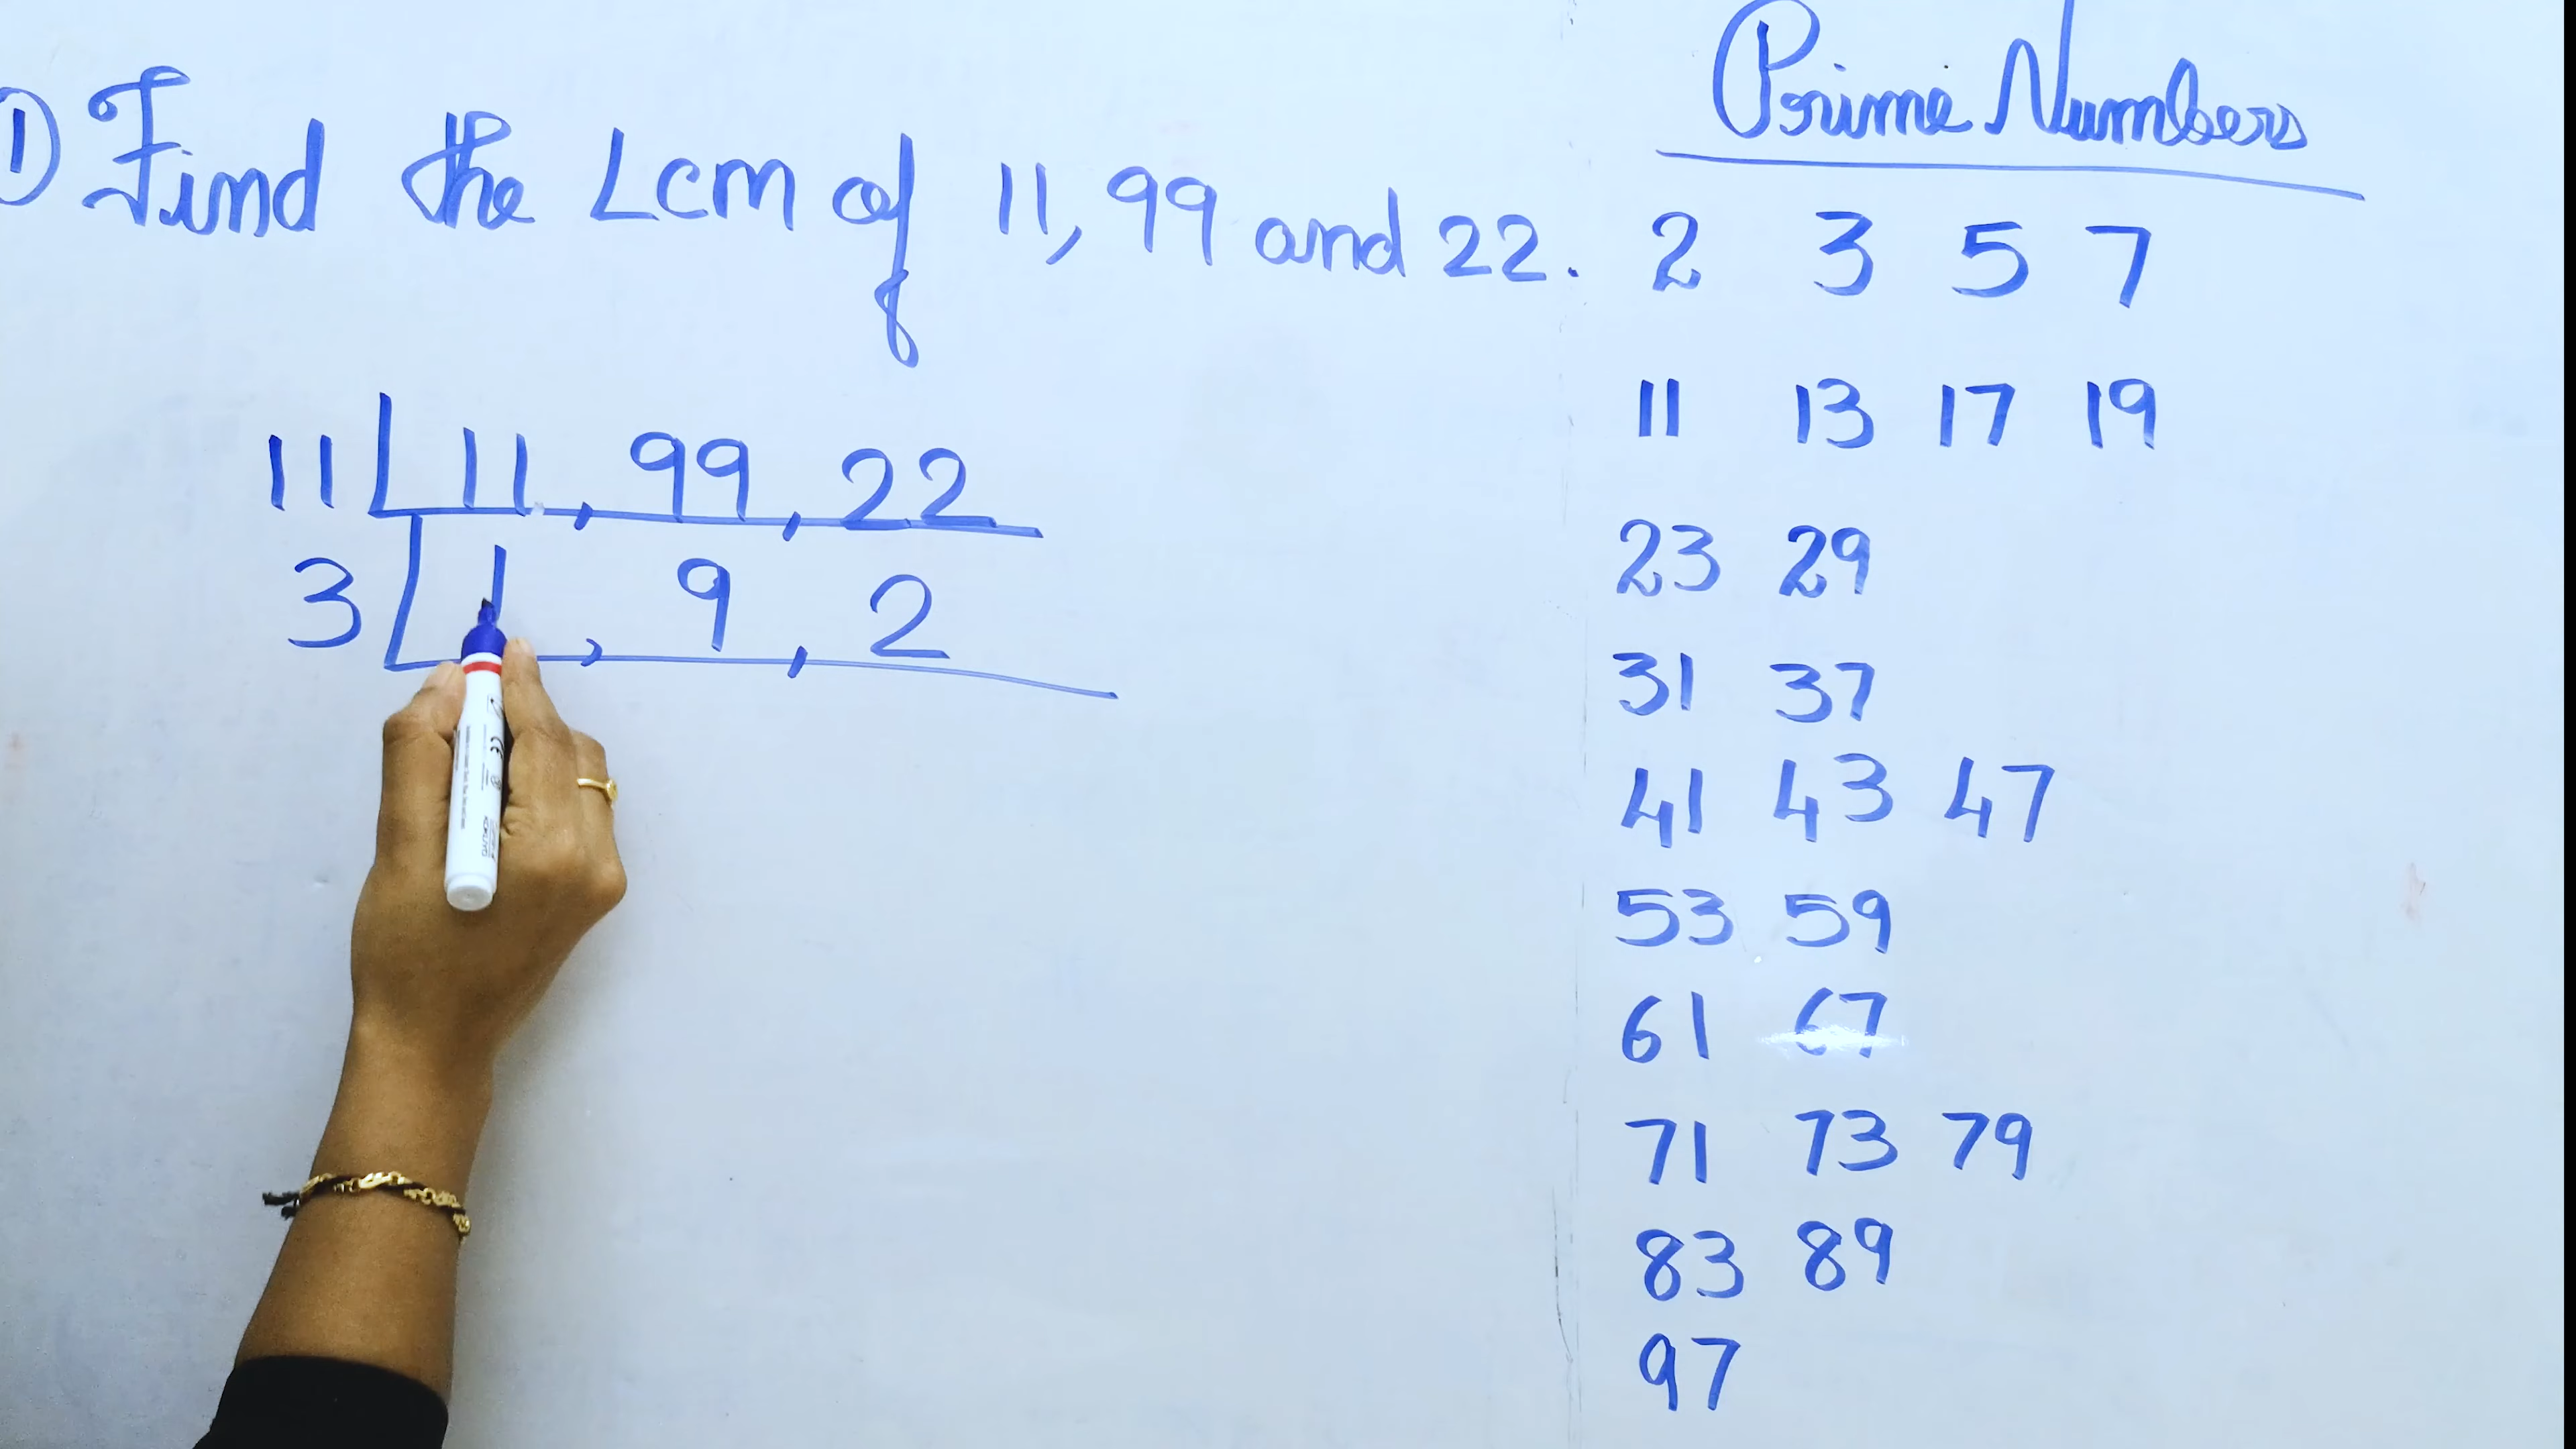 1) Find the LCM of 11, 99 and 22.
11 11, 99, 22
3 1, 9, 2
Prime Numbers
2 3 5 7
11 13 17 19
23 29
31 37
41 43 47
53 59
61 67
71 73 79
83 89
97